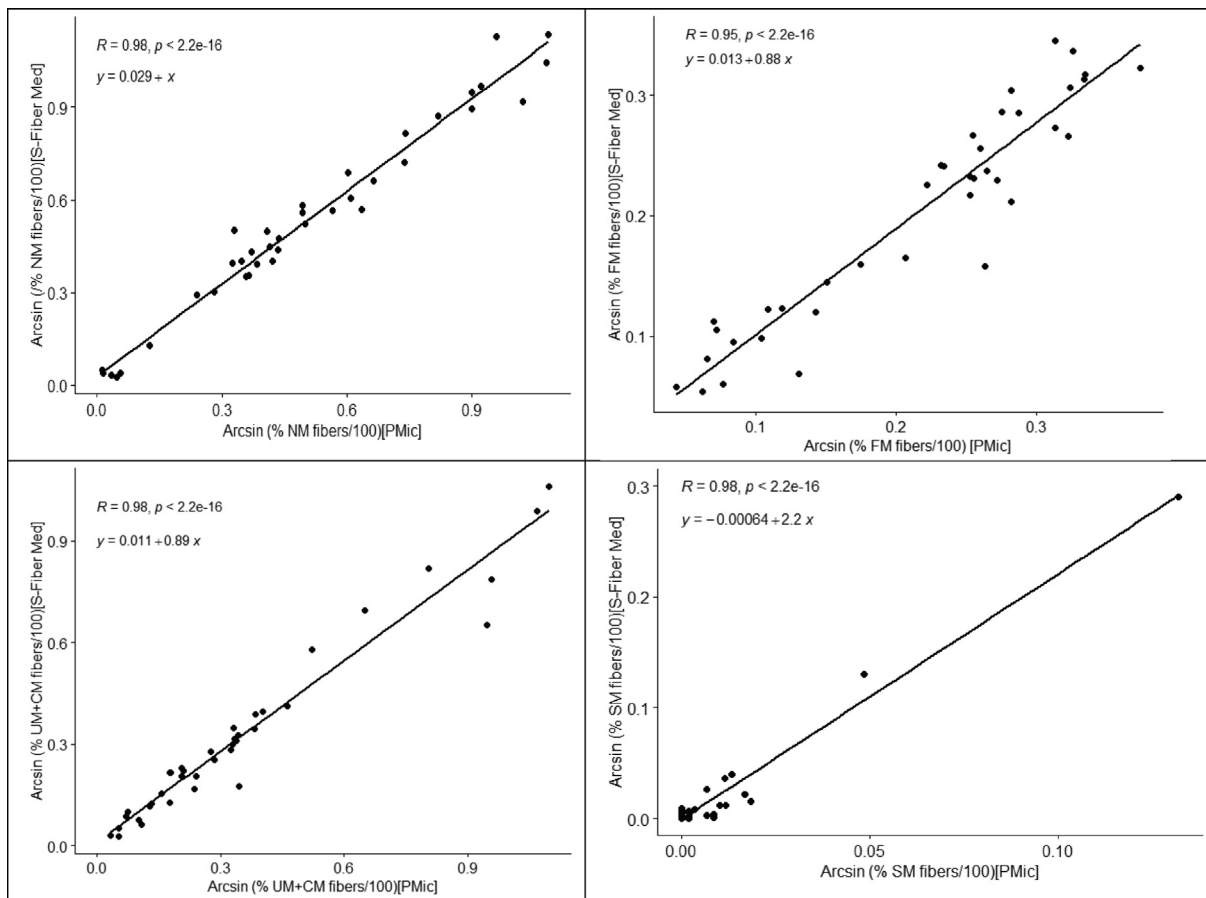 R = 0.98, p < 2.2e-16
y = 0.029 + x
Arcsin (/% NM fibers/100)[S-Fiber Med]
0.9
0.6
0.3
0.0
0.0 0.3 0.6 0.9
Arcsin (% NM fibers/100)[PMic]
R = 0.95, p < 2.2e-16
y = 0.013 + 0.88 x
Arcsin (% FM fibers/100)[S-Fiber Med]
0.3
0.2
0.1
0.1 0.2 0.3
Arcsin (% FM fibers/100) [PMic]
R = 0.98, p < 2.2e-16
y = 0.011 + 0.89 x
Arcsin (% UM+CM fibers/100)[S-Fiber Med]
0.9
0.6
0.3
0.0
0.0 0.3 0.6 0.9
Arcsin (% UM+CM fibers/100)[PMic]
R = 0.98, p < 2.2e-16
y = −0.00064 + 2.2 x
Arcsin (% SM fibers/100)[S-Fiber Med]
0.3
0.2
0.1
0.0
0.00 0.05 0.10
Arcsin (% SM fibers/100)[PMic]